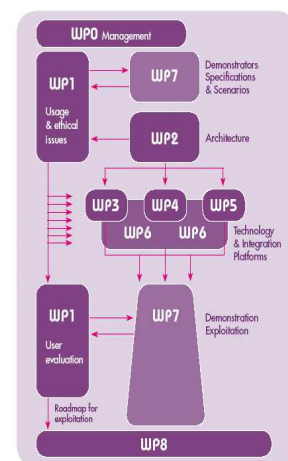 WP0 Management
WP1
Usage
& ethical
issues
WP7
Demonstrators
Specifications
& Scenarios
WP2
Architecture
WP3
WP4
WP5
WP6
WP6
Technology
& Integration
Platforms
WP1
User
evaluation
WP7
Demonstration
Exploitation
Roadmap for
exploitation
WP8